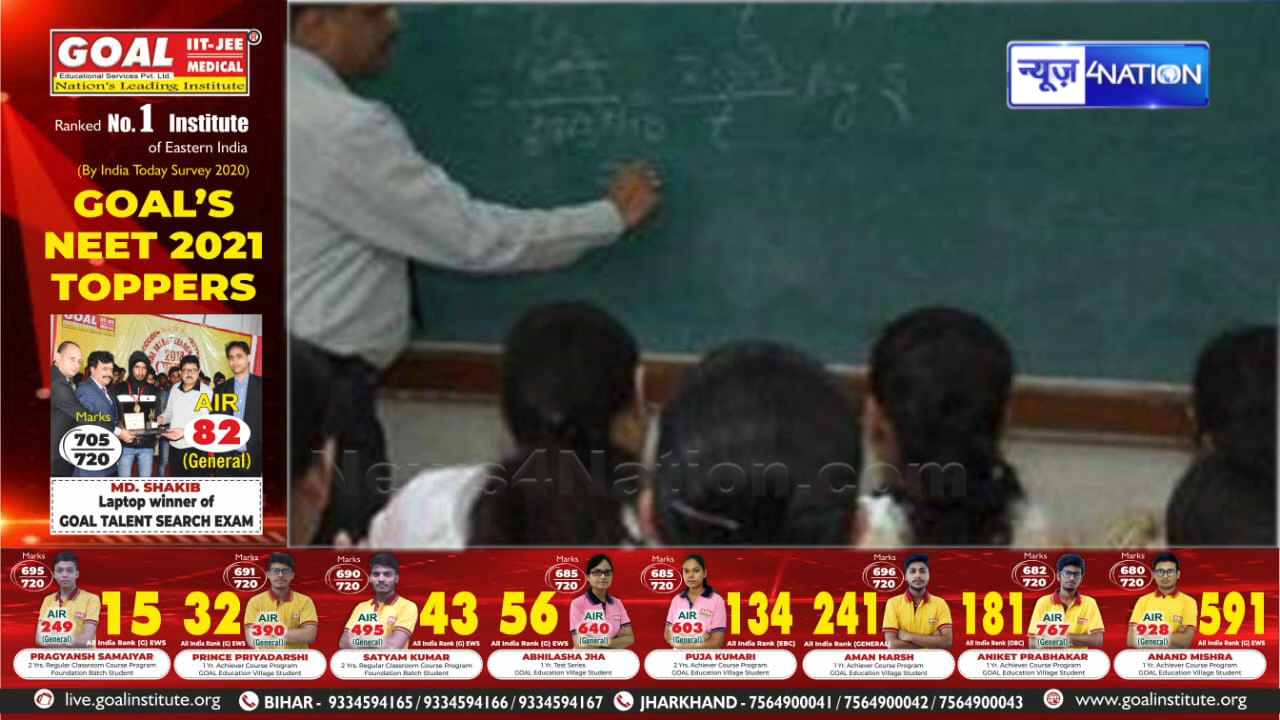 GOAL
IIT-JEE
MEDICAL
®
Educational Services Pvt. Ltd.
Nation's Leading Institute
Ranked No.1 Institute
of Eastern India
(By India Today Survey 2020)
GOAL'S
NEET 2021
TOPPERS
GOAL
2018
Marks
705
720
AIR
82
(General)
MD. SHAKIB
Laptop winner of
GOAL TALENT SEARCH EXAM
न्यूज़ 4NATION
News4Nation.com
Marks
695
720
AIR
249
(General)
15
All India Rank (G) EWS
PRAGYANSH SAMAIYAR
2 Yrs. Regular Classroom Course Program
Foundation Batch Student
32
All India Rank (G) EWS
Marks
691
720
AIR
390
(General)
PRINCE PRIYADARSHI
1 Yr. Achiever Course Program
GOAL Education Village Student
Marks
690
720
AIR
495
(General)
43
All India Rank (G) EWS
SATYAM KUMAR
2 Yrs. Regular Classroom Course Program
Foundation Batch Student
56
All India Rank (G) EWS
Marks
685
720
AIR
640
(General)
ABHILASHA JHA
1 Yr. Test Series
GOAL Education Village Student
Marks
685
720
AIR
603
(General)
134
All India Rank (EBC)
PUJA KUMARI
2 Yrs. Achiever Course Program
GOAL Education Village Student
241
All India Rank (GENERAL)
Marks
696
720
AMAN HARSH
1 Yr. Achiever Course Program
GOAL Education Village Student
181
All India Rank (OBC)
Marks
682
720
AIR
767
(General)
ANIKET PRABHAKAR
1 Yr. Achiever Course Program
GOAL Education Village Student
Marks
680
720
AIR
928
(General)
591
All India Rank (G) EWS
ANAND MISHRA
1 Yr. Achiever Course Program
GOAL Education Village Student
live.goalinstitute.org
BIHAR - 9334594165 / 9334594166 / 9334594167
JHARKHAND - 7564900041 / 7564900042 / 7564900043
www.goalinstitute.org